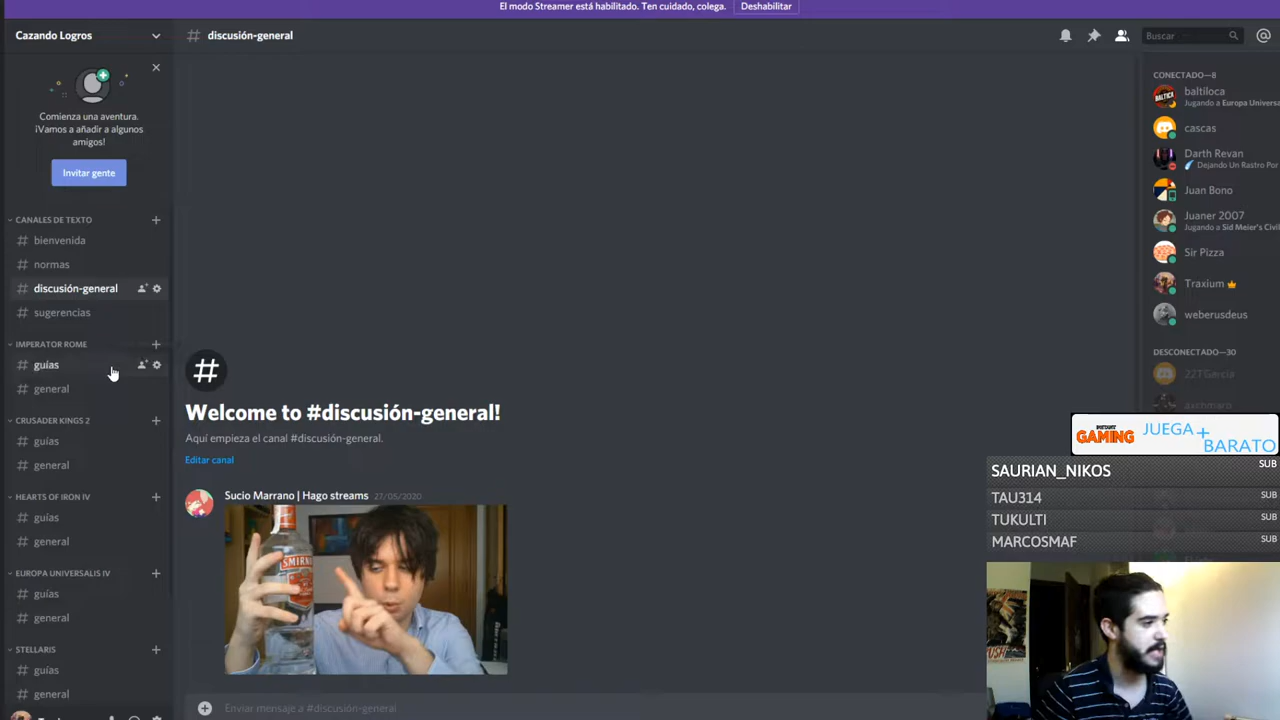 El modo Streamer está habilitado. Ten cuidado, colega.
Deshabilitar
Cazando Logros
discusión-general
Buscar
Comienza una aventura.
¡Vamos a añadir a algunos
amigos!
Invitar gente
CANALES DE TEXTO
bienvenida
normas
discusión-general
sugerencias
IMPERATOR ROME
guías
general
CRUSADER KINGS 2
guías
general
HEARTS OF IRON IV
guías
general
EUROPA UNIVERSALIS IV
guías
general
STELLARIS
guías
general
Welcome to #discusión-general!
Aquí empieza el canal #discusión-general.
Editar canal
Sucio Marrano | Hago streams 27/05/2020
SMIRNOFF
Enviar mensaje a #discusión-general
CONECTADO—8
baltiloca
Jugando a Europa Universa
cascas
Darth Revan
Dejando Un Rastro Por
Juan Bono
Juaner 2007
Jugando a Sid Meier's Civil
Sir Pizza
Traxium
weberusdeus
DESCONECTADO—30
INSTANT
GAMING
JUEGA+
BARATO
SAURIAN_NIKOS SUB
TAU314 SUB
TUKULTI SUB
MARCOSMAF SUB